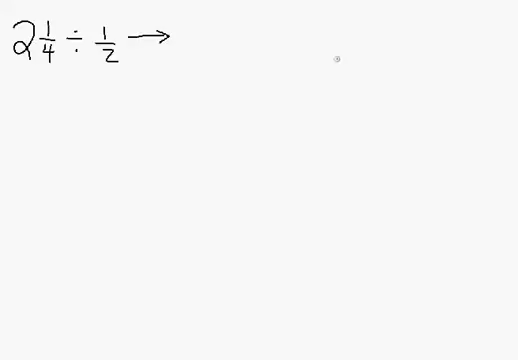 2 1/4 ÷ 1/2 →